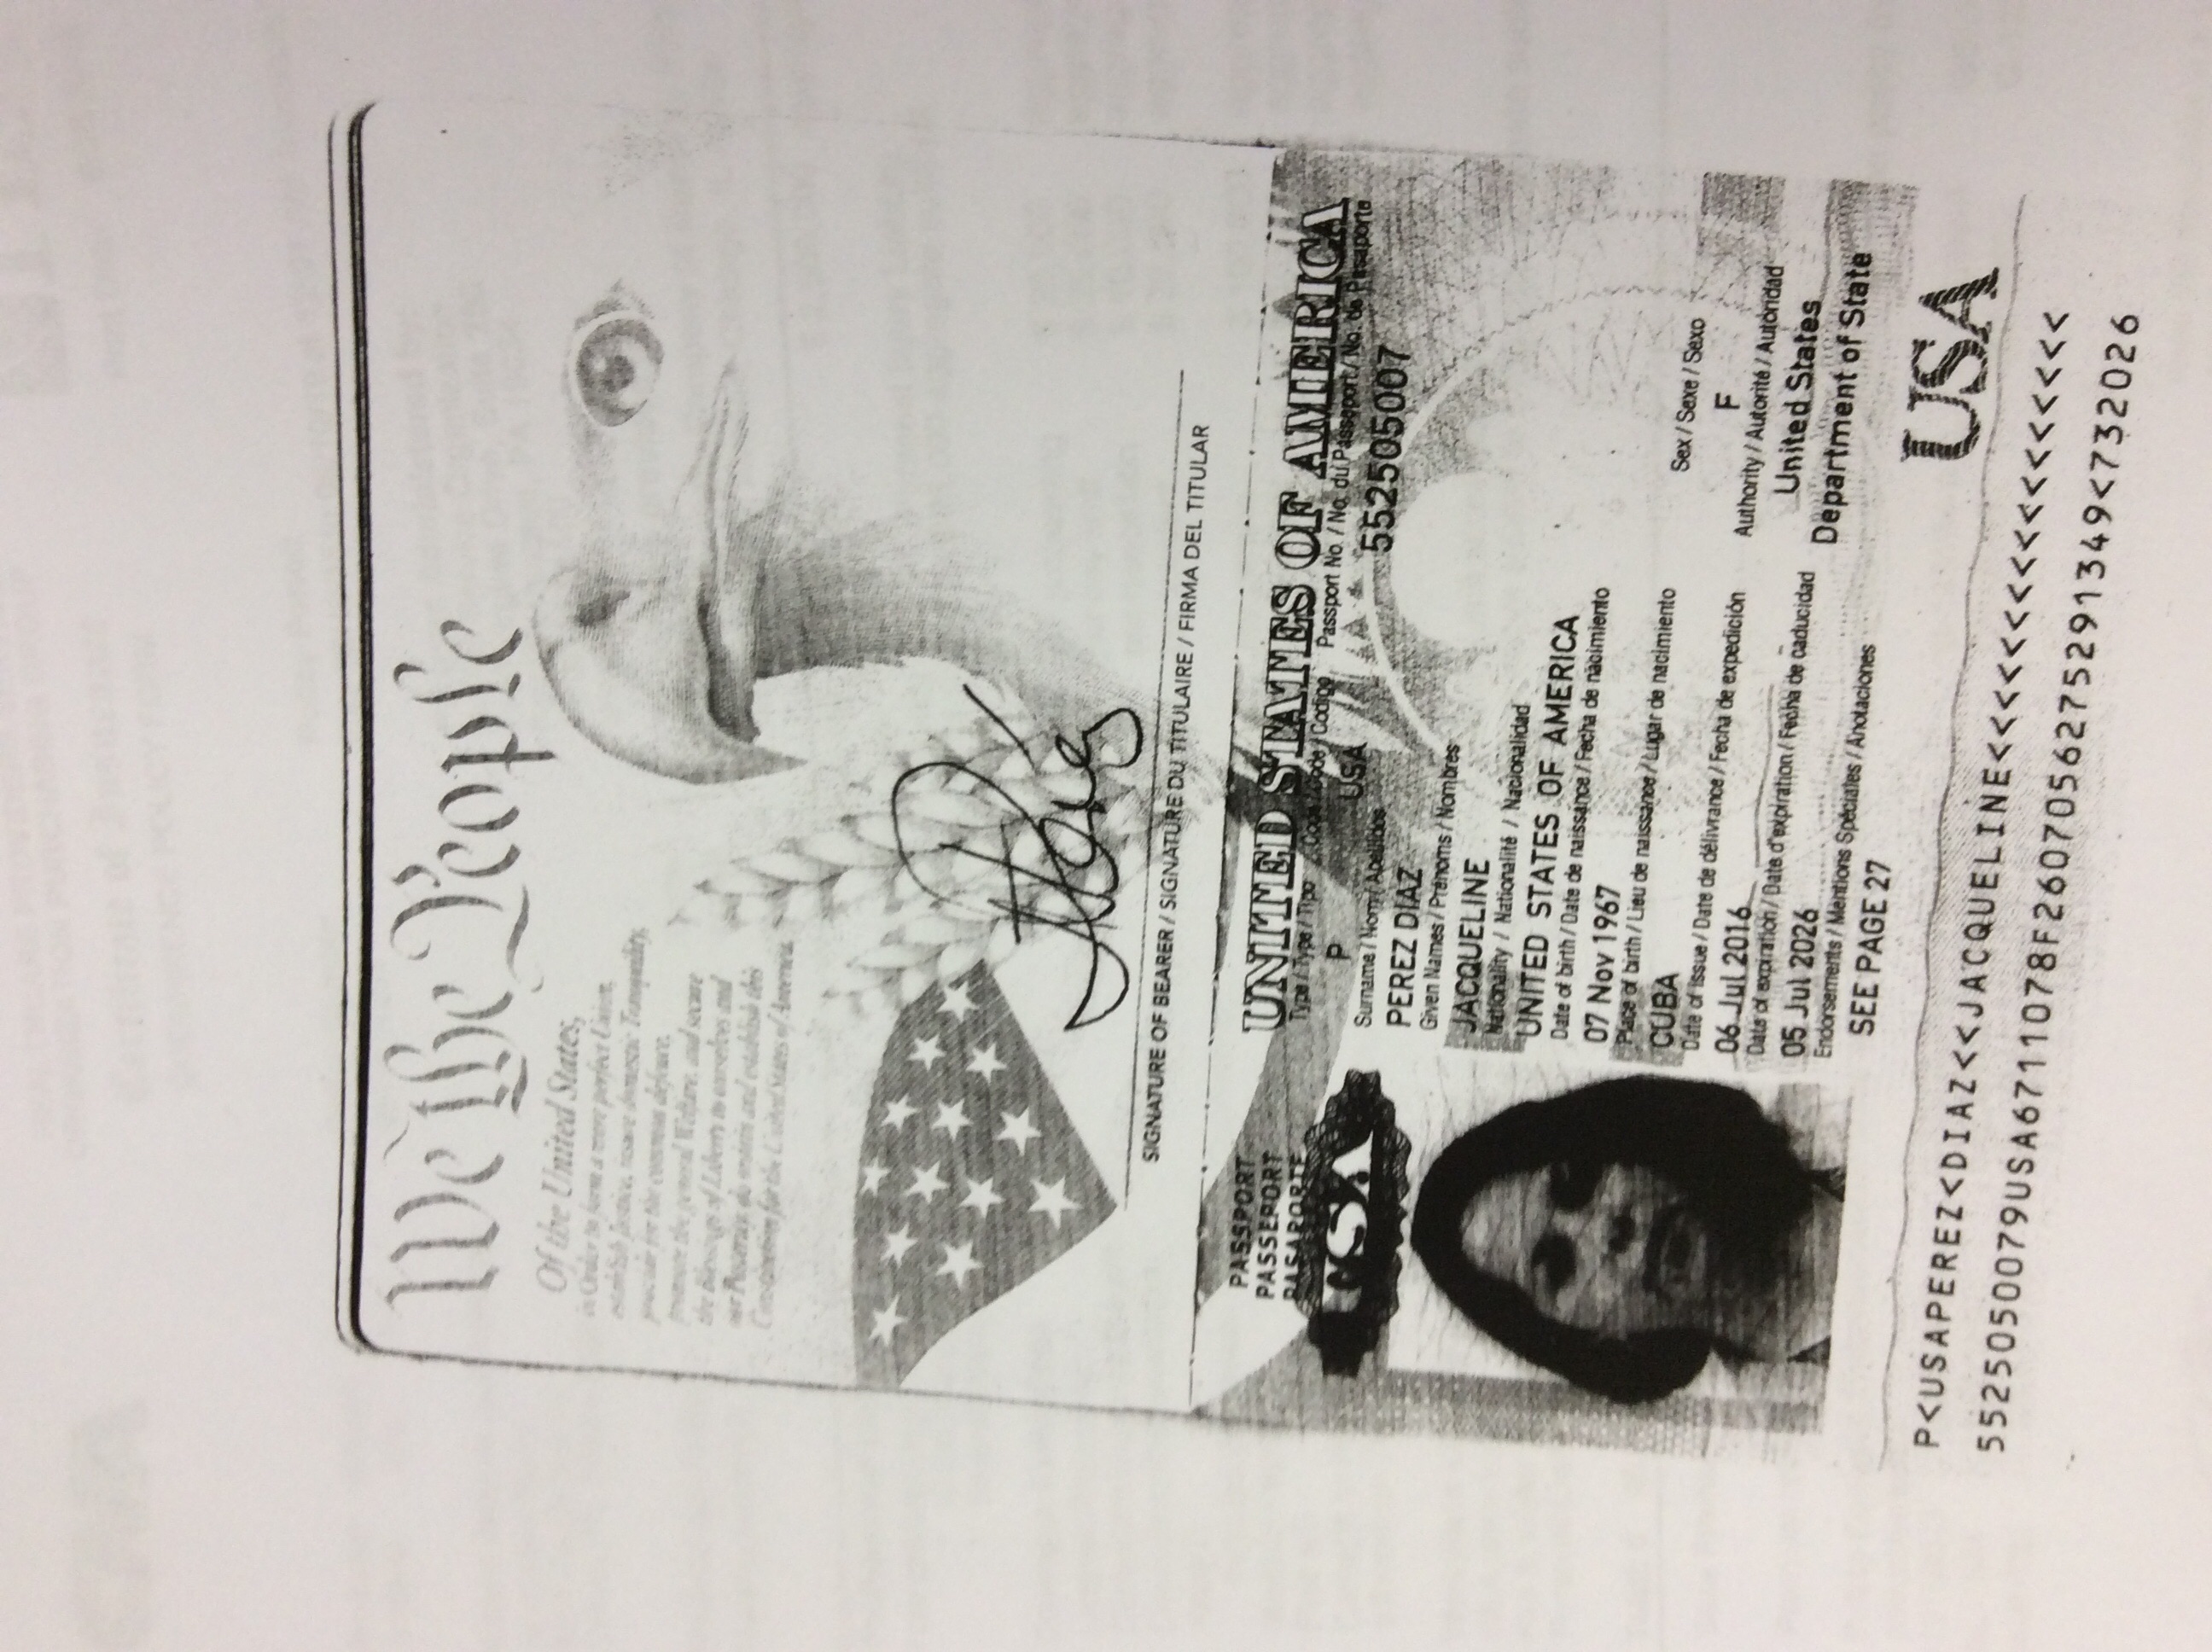 We the People
Of the United States,
in Order to form a more perfect Union,
establish Justice, insure domestic Tranquility,
provide for the common defence,
promote the general Welfare, and secure
the Blessings of Liberty to ourselves and
our Posterity, do ordain and establish this
Constitution for the United States of America.
SIGNATURE OF BEARER / SIGNATURE DU TITULAIRE / FIRMA DEL TITULAR
PASSPORT
PASSEPORT
PASAPORTE
USA
UNITED STATES OF AMERICA
Type / Type / Tipo Code / Code / Código Passport No. / No. du Passeport / No. de Pasaporte
P USA 552505007
Surname / Nom / Apellidos
PEREZ DIAZ
Given Names / Prénoms / Nombres
JACQUELINE
Nationality / Nationalité / Nacionalidad
UNITED STATES OF AMERICA
Date of birth / Date de naissance / Fecha de nacimiento
07 Nov 1967
Place of birth / Lieu de naissance / Lugar de nacimiento Sex / Sexe / Sexo
CUBA F
Date of issue / Date de délivrance / Fecha de expedición Authority / Autorité / Autoridad
06 Jul 2016 United States
Date of expiration / Date d'expiration / Fecha de caducidad Department of State
05 Jul 2026
Endorsements / Mentions Spéciales / Anotaciones
SEE PAGE 27
USA
P<USAPEREZ<DIAZ<<JACQUELINE<<<<<<<<<<<<<<<<<
5525050079USA6711078F2607056275291349<732026